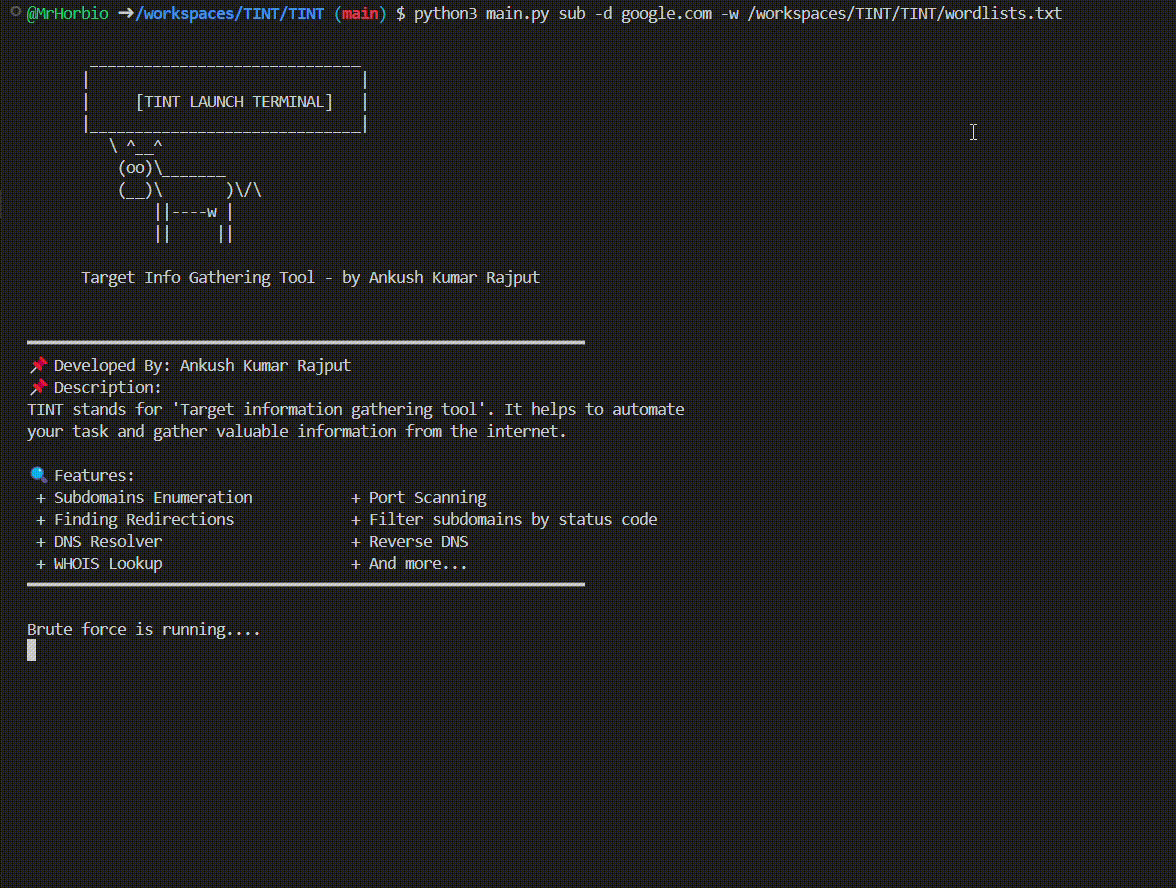 @MrHorbio ➜/workspaces/TINT/TINT (main) $ python3 main.py sub -d google.com -w /workspaces/TINT/TINT/wordlists.txt
[TINT LAUNCH TERMINAL]
\ ^__^
(oo)\_______
(__)\       )\/\
||----w |
||     ||
Target Info Gathering Tool - by Ankush Kumar Rajput
📌 Developed By: Ankush Kumar Rajput
📌 Description:
TINT stands for 'Target information gathering tool'. It helps to automate
your task and gather valuable information from the internet.
🔍 Features:
+ Subdomains Enumeration + Port Scanning
+ Finding Redirections + Filter subdomains by status code
+ DNS Resolver + Reverse DNS
+ WHOIS Lookup + And more...
Brute force is running....